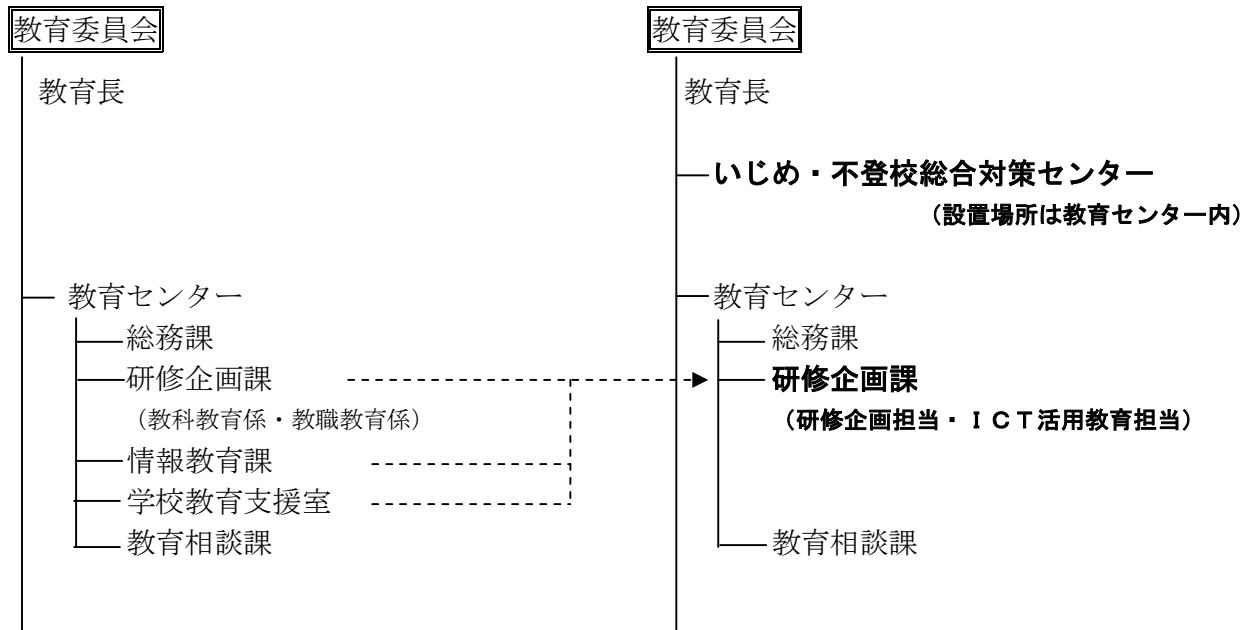 教育委員会
教育長
教育センター
総務課
研修企画課
（教科教育係・教職教育係）
情報教育課
学校教育支援室
教育相談課
教育委員会
教育長
いじめ・不登校総合対策センター
（設置場所は教育センター内）
教育センター
総務課
研修企画課
（研修企画担当・ＩＣＴ活用教育担当）
教育相談課